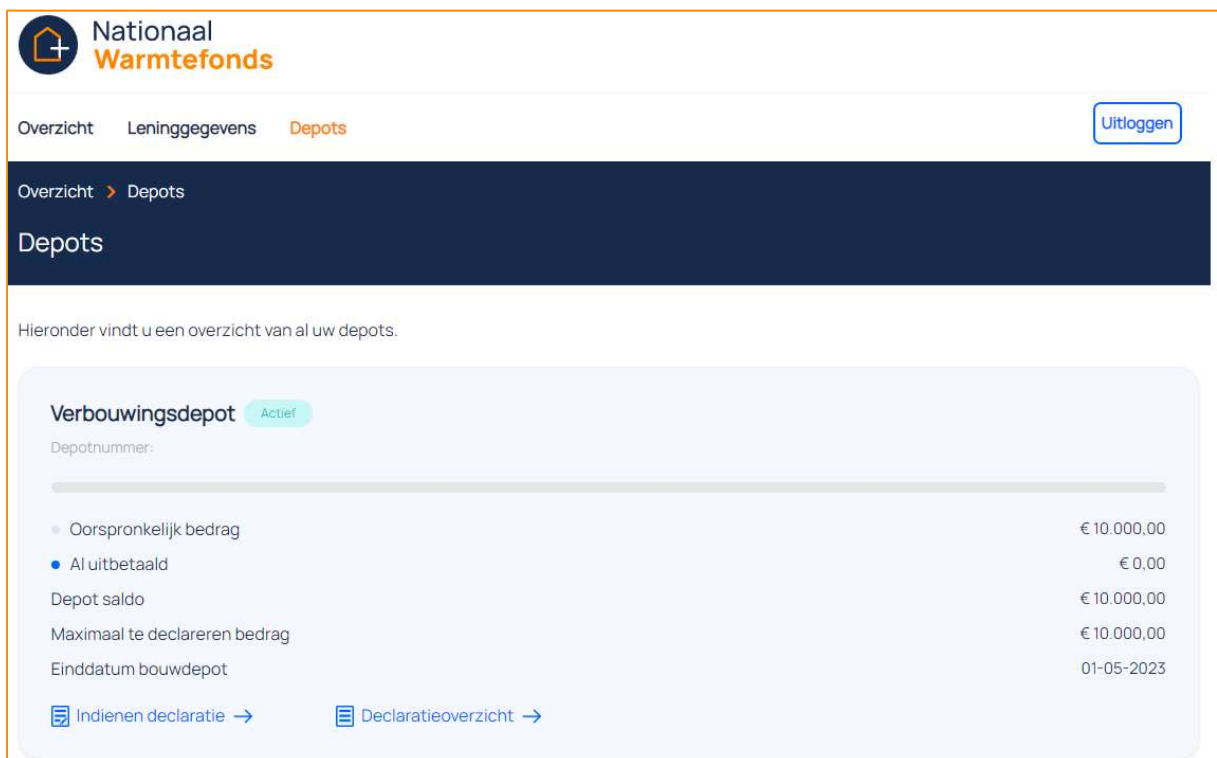 Nationaal
Warmtefonds
Overzicht Leninggegevens Depots Uitloggen
Overzicht > Depots
Depots
Hieronder vindt u een overzicht van al uw depots.
Verbouwingsdepot Actief
Depotnummer:
Oorspronkelijk bedrag € 10.000,00
Al uitbetaald € 0,00
Depot saldo € 10.000,00
Maximaal te declareren bedrag € 10.000,00
Einddatum bouwdepot 01-05-2023
Indienen declaratie → Declaratieoverzicht →